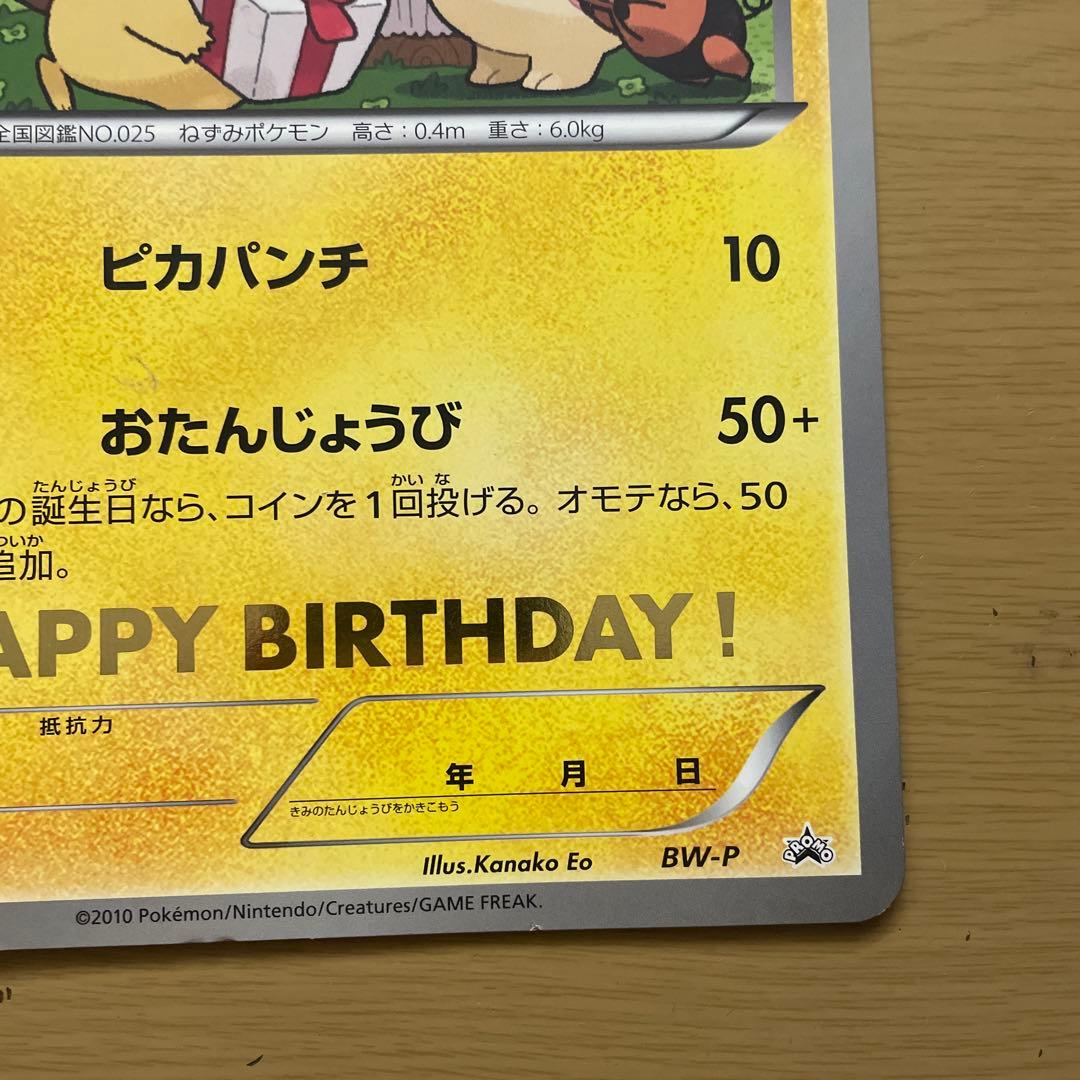 全国図鑑NO.025 ねずみポケモン 高さ：0.4m 重さ：6.0kg
ピカパンチ 10
おたんじょうび 50+
の誕生日なら、コインを1回投げる。オモテなら、50
たんじょうび かい な
追加。
ついか
APPY BIRTHDAY !
抵抗力
年 月 日
きみのたんじょうびをかきこもう
Illus.Kanako Eo BW-P PROMO
©2010 Pokémon/Nintendo/Creatures/GAME FREAK.